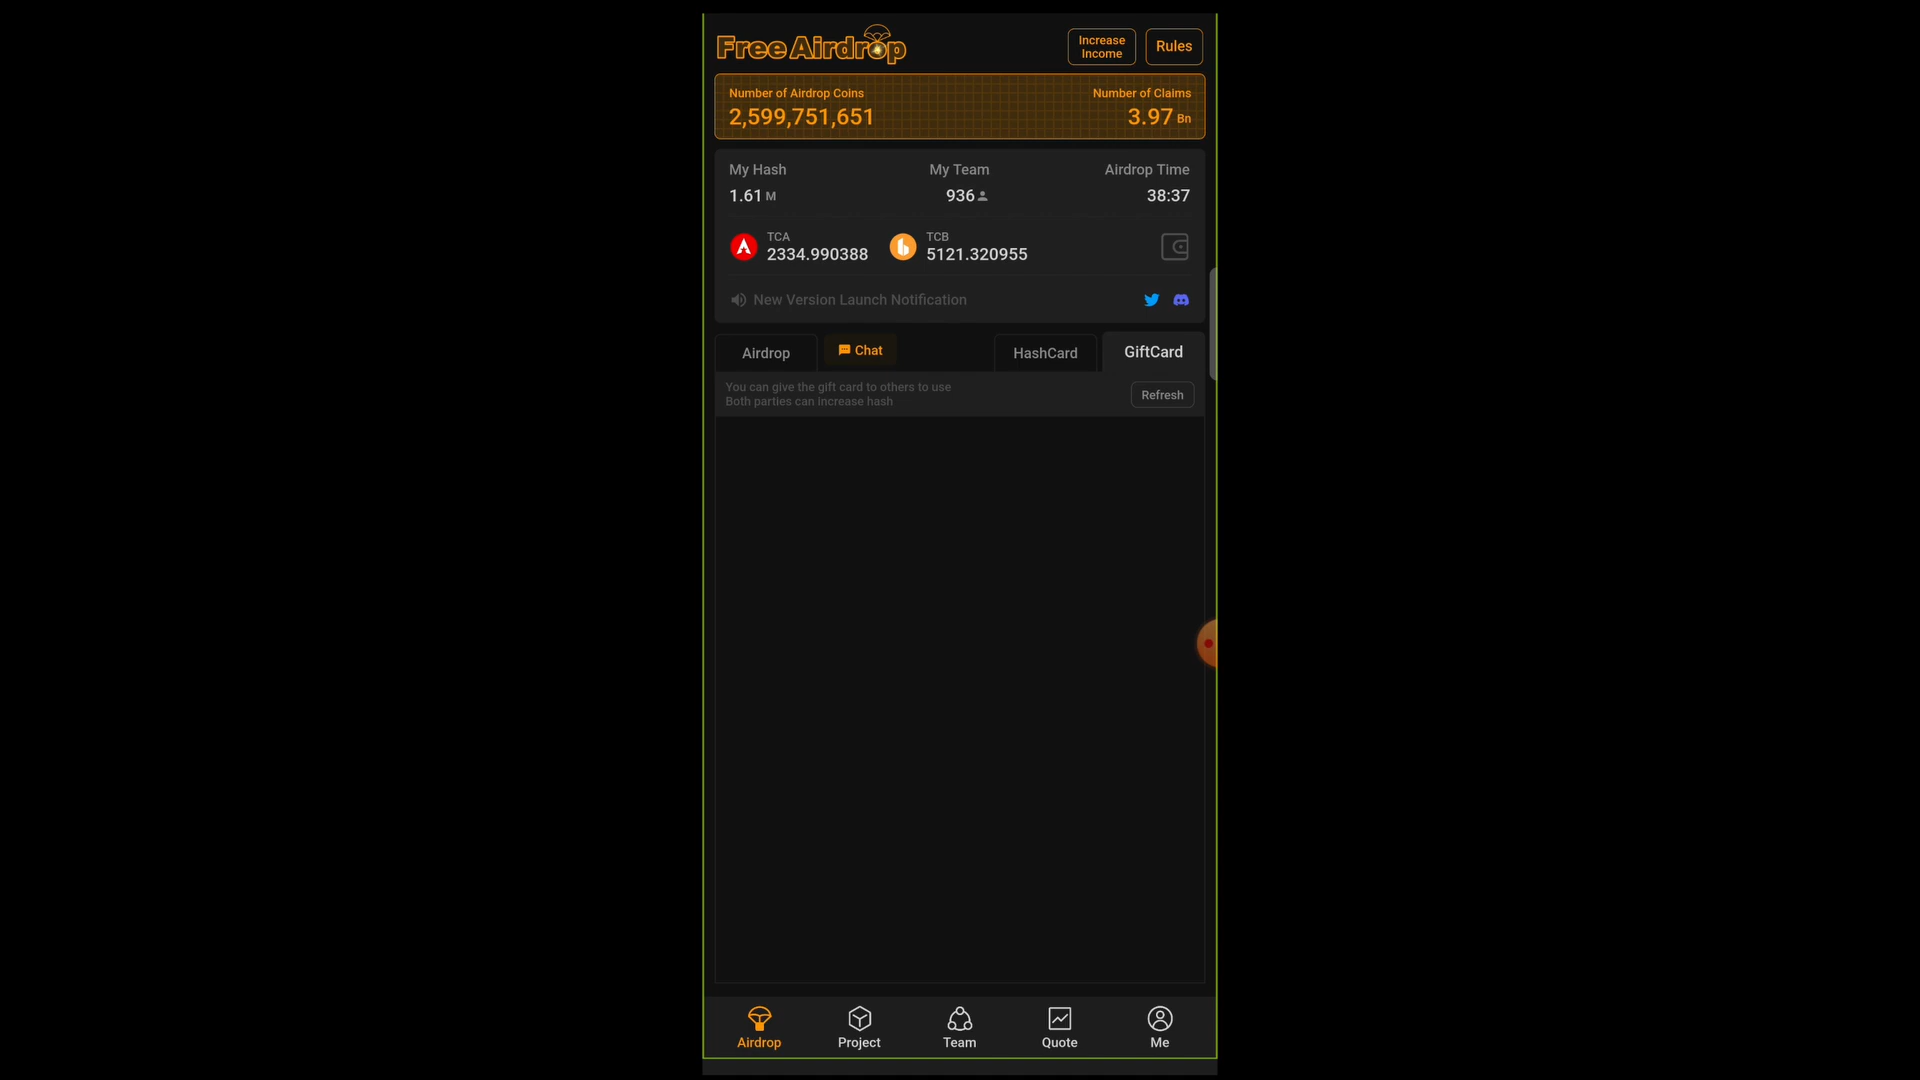 Free Airdrop
Increase
Income
Rules
Number of Airdrop Coins
Number of Claims
2,599,751,651
3.97 Bn
My Hash
My Team
Airdrop Time
1.61 M
936
38:37
TCA
2334.990388
TCB
5121.320955
New Version Launch Notification
Airdrop
Chat
HashCard
GiftCard
You can give the gift card to others to use
Both parties can increase hash
Refresh
Airdrop
Project
Team
Quote
Me